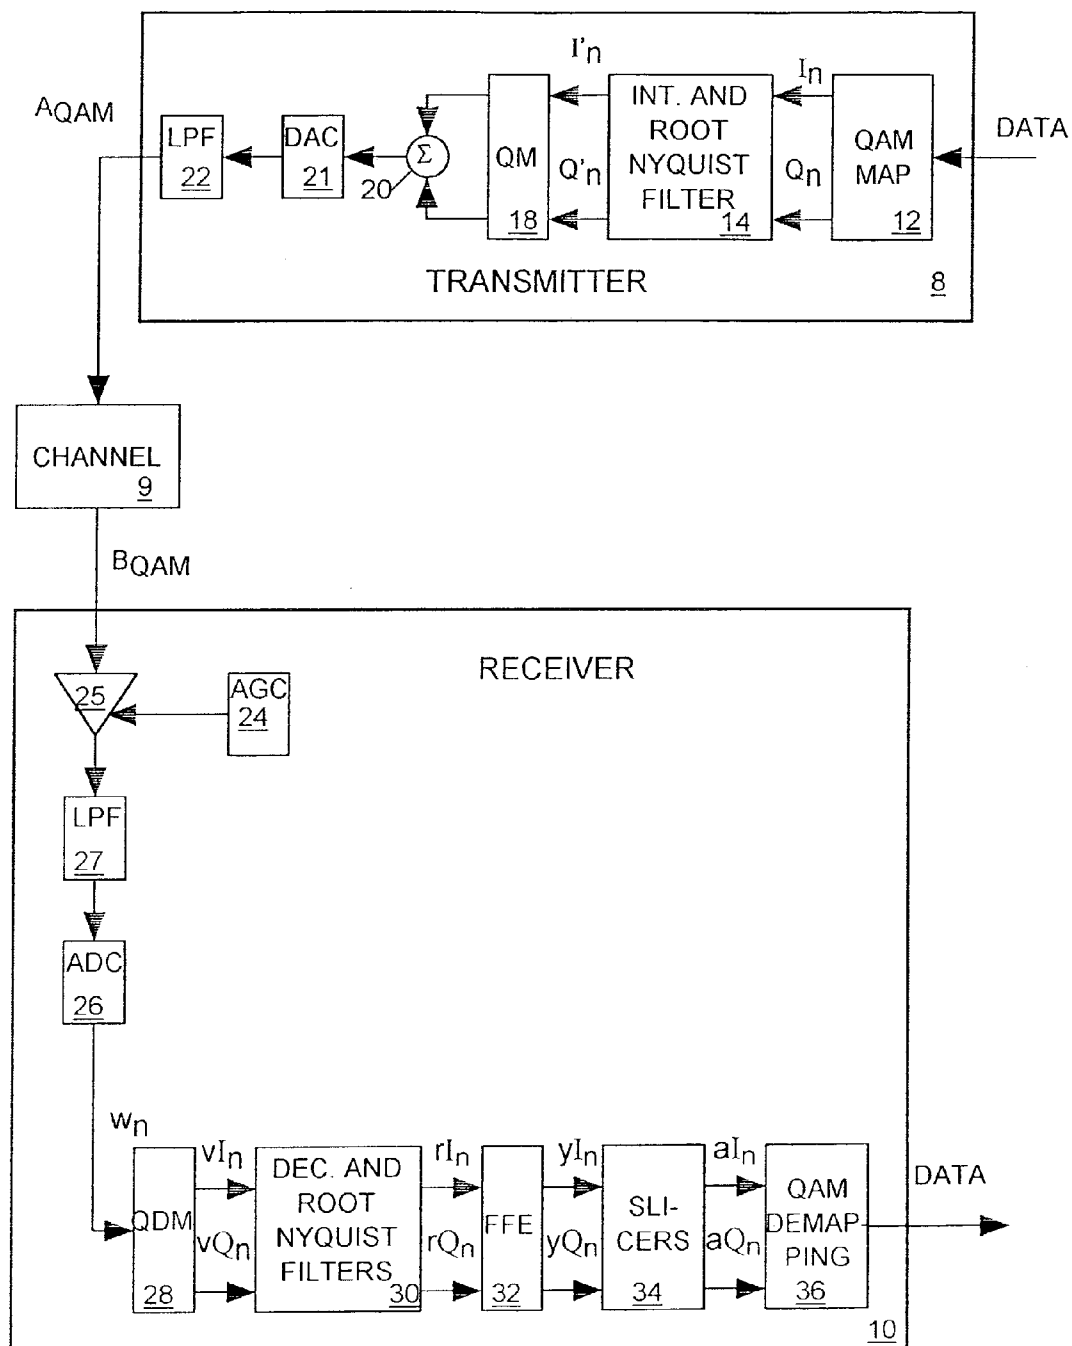 I'n
In
AQAM
LPF
22
DAC
21
Σ
20
QM
18
INT. AND
ROOT
NYQUIST
FILTER
14
QAM
MAP
12
DATA
Q'n
Qn
TRANSMITTER
8
CHANNEL
9
BQAM
RECEIVER
25
AGC
24
LPF
27
ADC
26
wn
QDM
28
vIn
vQn
DEC. AND
ROOT
NYQUIST
FILTERS
30
rIn
rQn
FFE
32
yIn
yQn
SLI-
CERS
34
aIn
aQn
QAM
DEMAP
PING
36
DATA
10